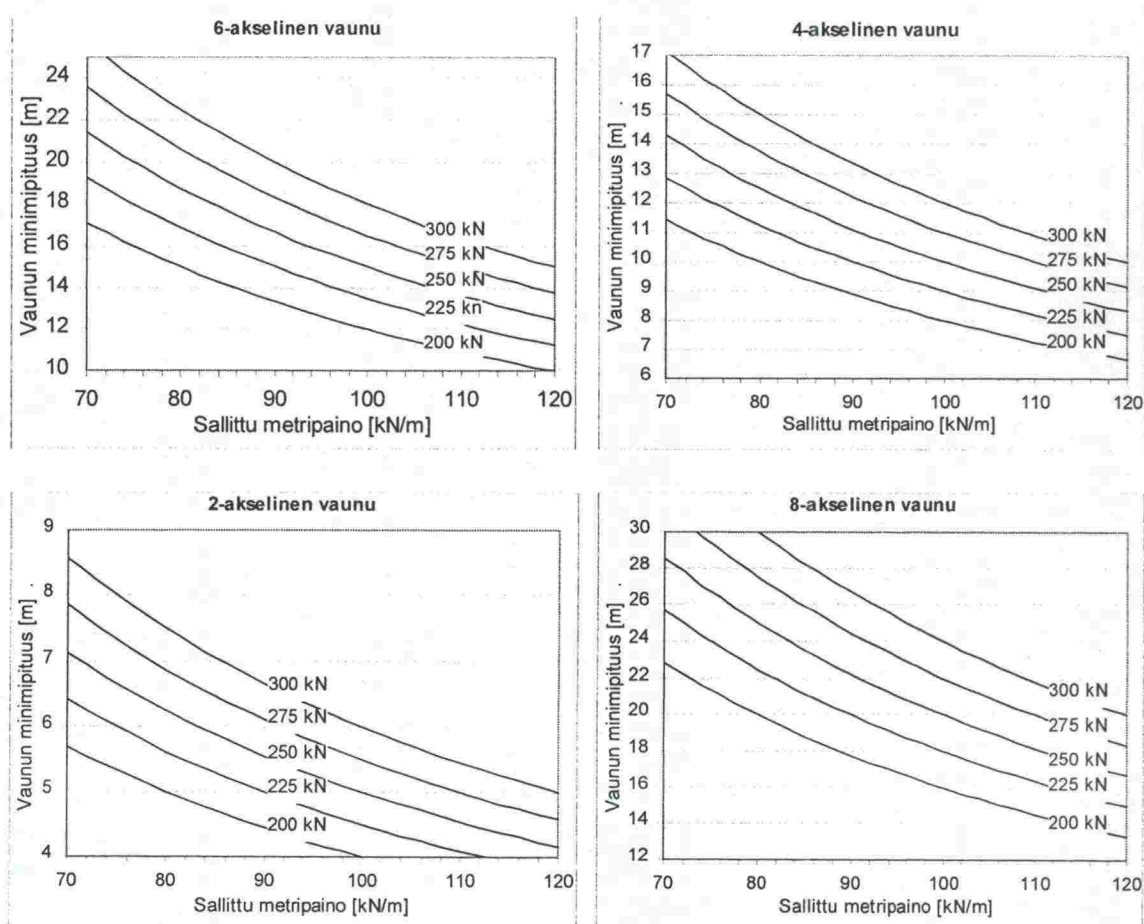 6-akselinen vaunu
Vaunun minimipituus [m]
24
22
20
18
16
14
12
10
300 kN
275 kN
250 kN
225 kn
200 kN
70 80 90 100 110 120
Sallittu metripaino [kN/m]
4-akselinen vaunu
Vaunun minimipituus [m]
17
16
15
14
13
12
11
10
9
8
7
6
300 kN
275 kN
250 kN
225 kN
200 kN
70 80 90 100 110 120
Sallittu metripaino [kN/m]
2-akselinen vaunu
Vaunun minimipituus [m]
9
8
7
6
5
4
300 kN
275 kN
250 kN
225 kN
200 kN
70 80 90 100 110 120
Sallittu metripaino [kN/m]
8-akselinen vaunu
Vaunun minimipituus [m]
30
28
26
24
22
20
18
16
14
12
300 kN
275 kN
250 kN
225 kN
200 kN
70 80 90 100 110 120
Sallittu metripaino [kN/m]